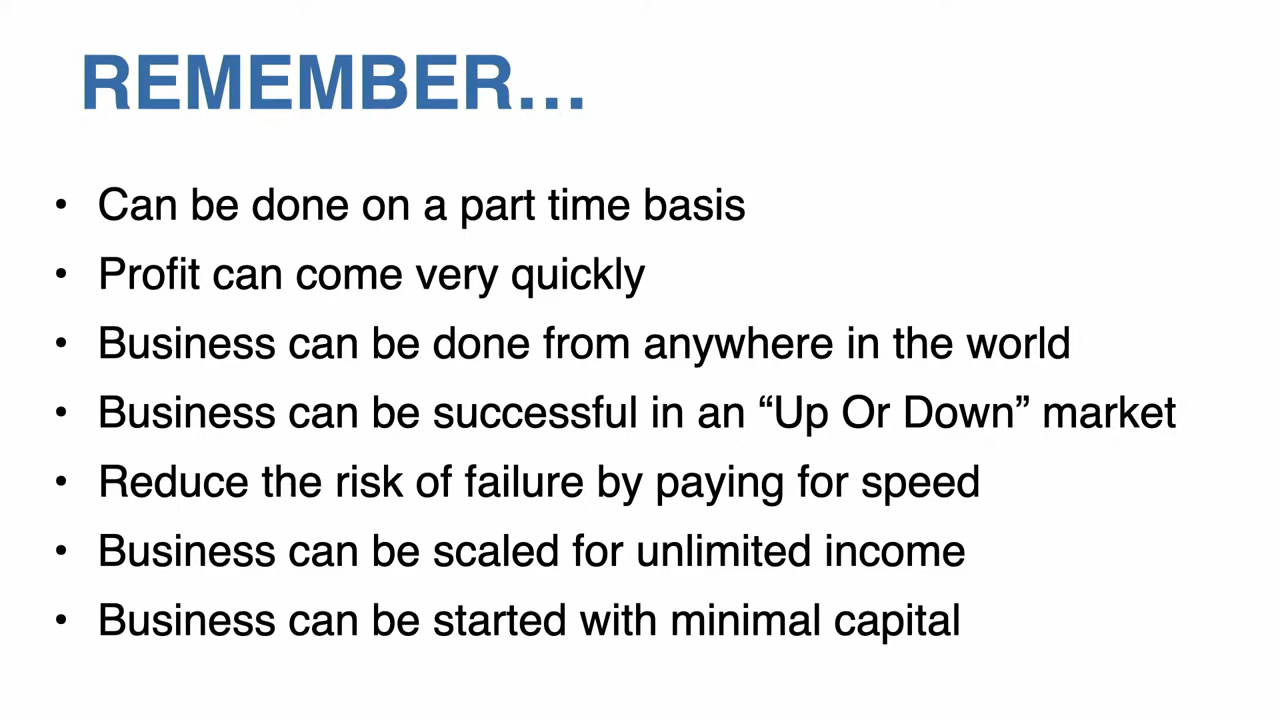 REMEMBER…
• Can be done on a part time basis
• Profit can come very quickly
• Business can be done from anywhere in the world
• Business can be successful in an “Up Or Down” market
• Reduce the risk of failure by paying for speed
• Business can be scaled for unlimited income
• Business can be started with minimal capital